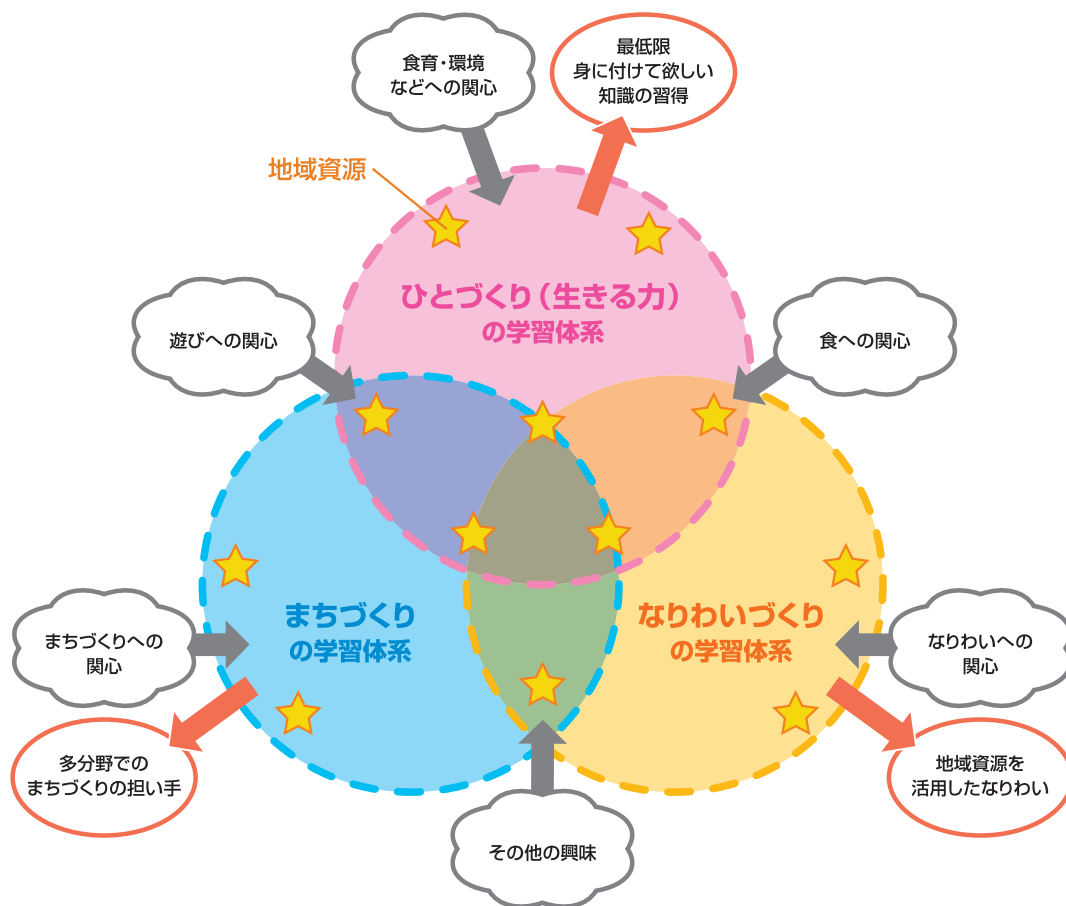 食育・環境
などへの関心
最低限
身に付けて欲しい
知識の習得
地域資源
ひとづくり（生きる力）
の学習体系
遊びへの関心
食への関心
まちづくり
の学習体系
なりわいづくり
の学習体系
まちづくりへの
関心
なりわいへの
関心
多分野での
まちづくりの担い手
地域資源を
活用したなりわい
その他の興味